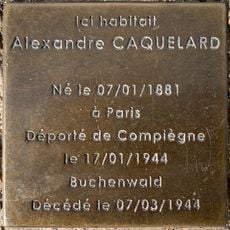 Ici habitait
Alexandre CAQUELARD
Né le 07/01/1881
à Paris
Déporté de Compiègne
le 17/01/1944
Buchenwald
Décédé le 07/03/1944